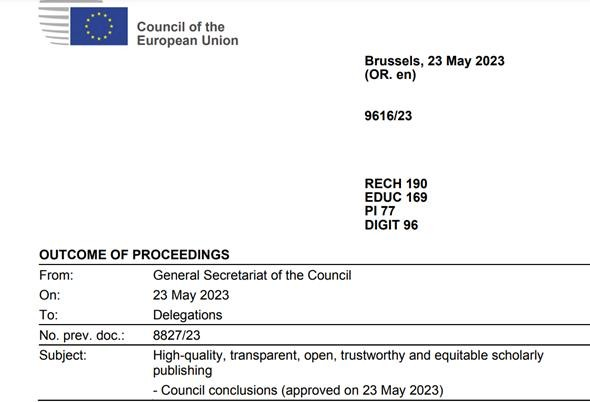 Council of the
European Union
Brussels, 23 May 2023
(OR. en)
9616/23
RECH 190
EDUC 169
PI 77
DIGIT 96
OUTCOME OF PROCEEDINGS
From: General Secretariat of the Council
On: 23 May 2023
To: Delegations
No. prev. doc.: 8827/23
Subject: High-quality, transparent, open, trustworthy and equitable scholarly
publishing
- Council conclusions (approved on 23 May 2023)